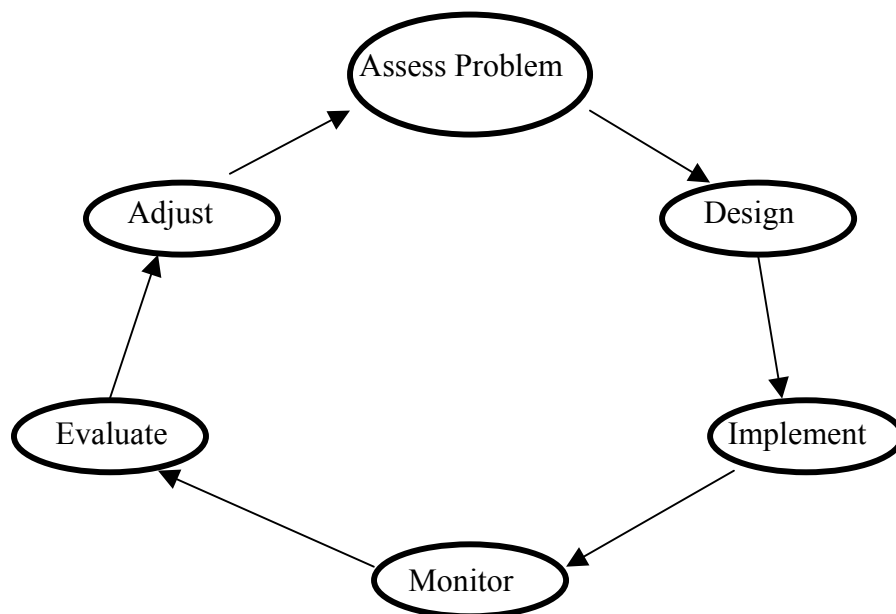 Assess Problem
Design
Implement
Monitor
Evaluate
Adjust